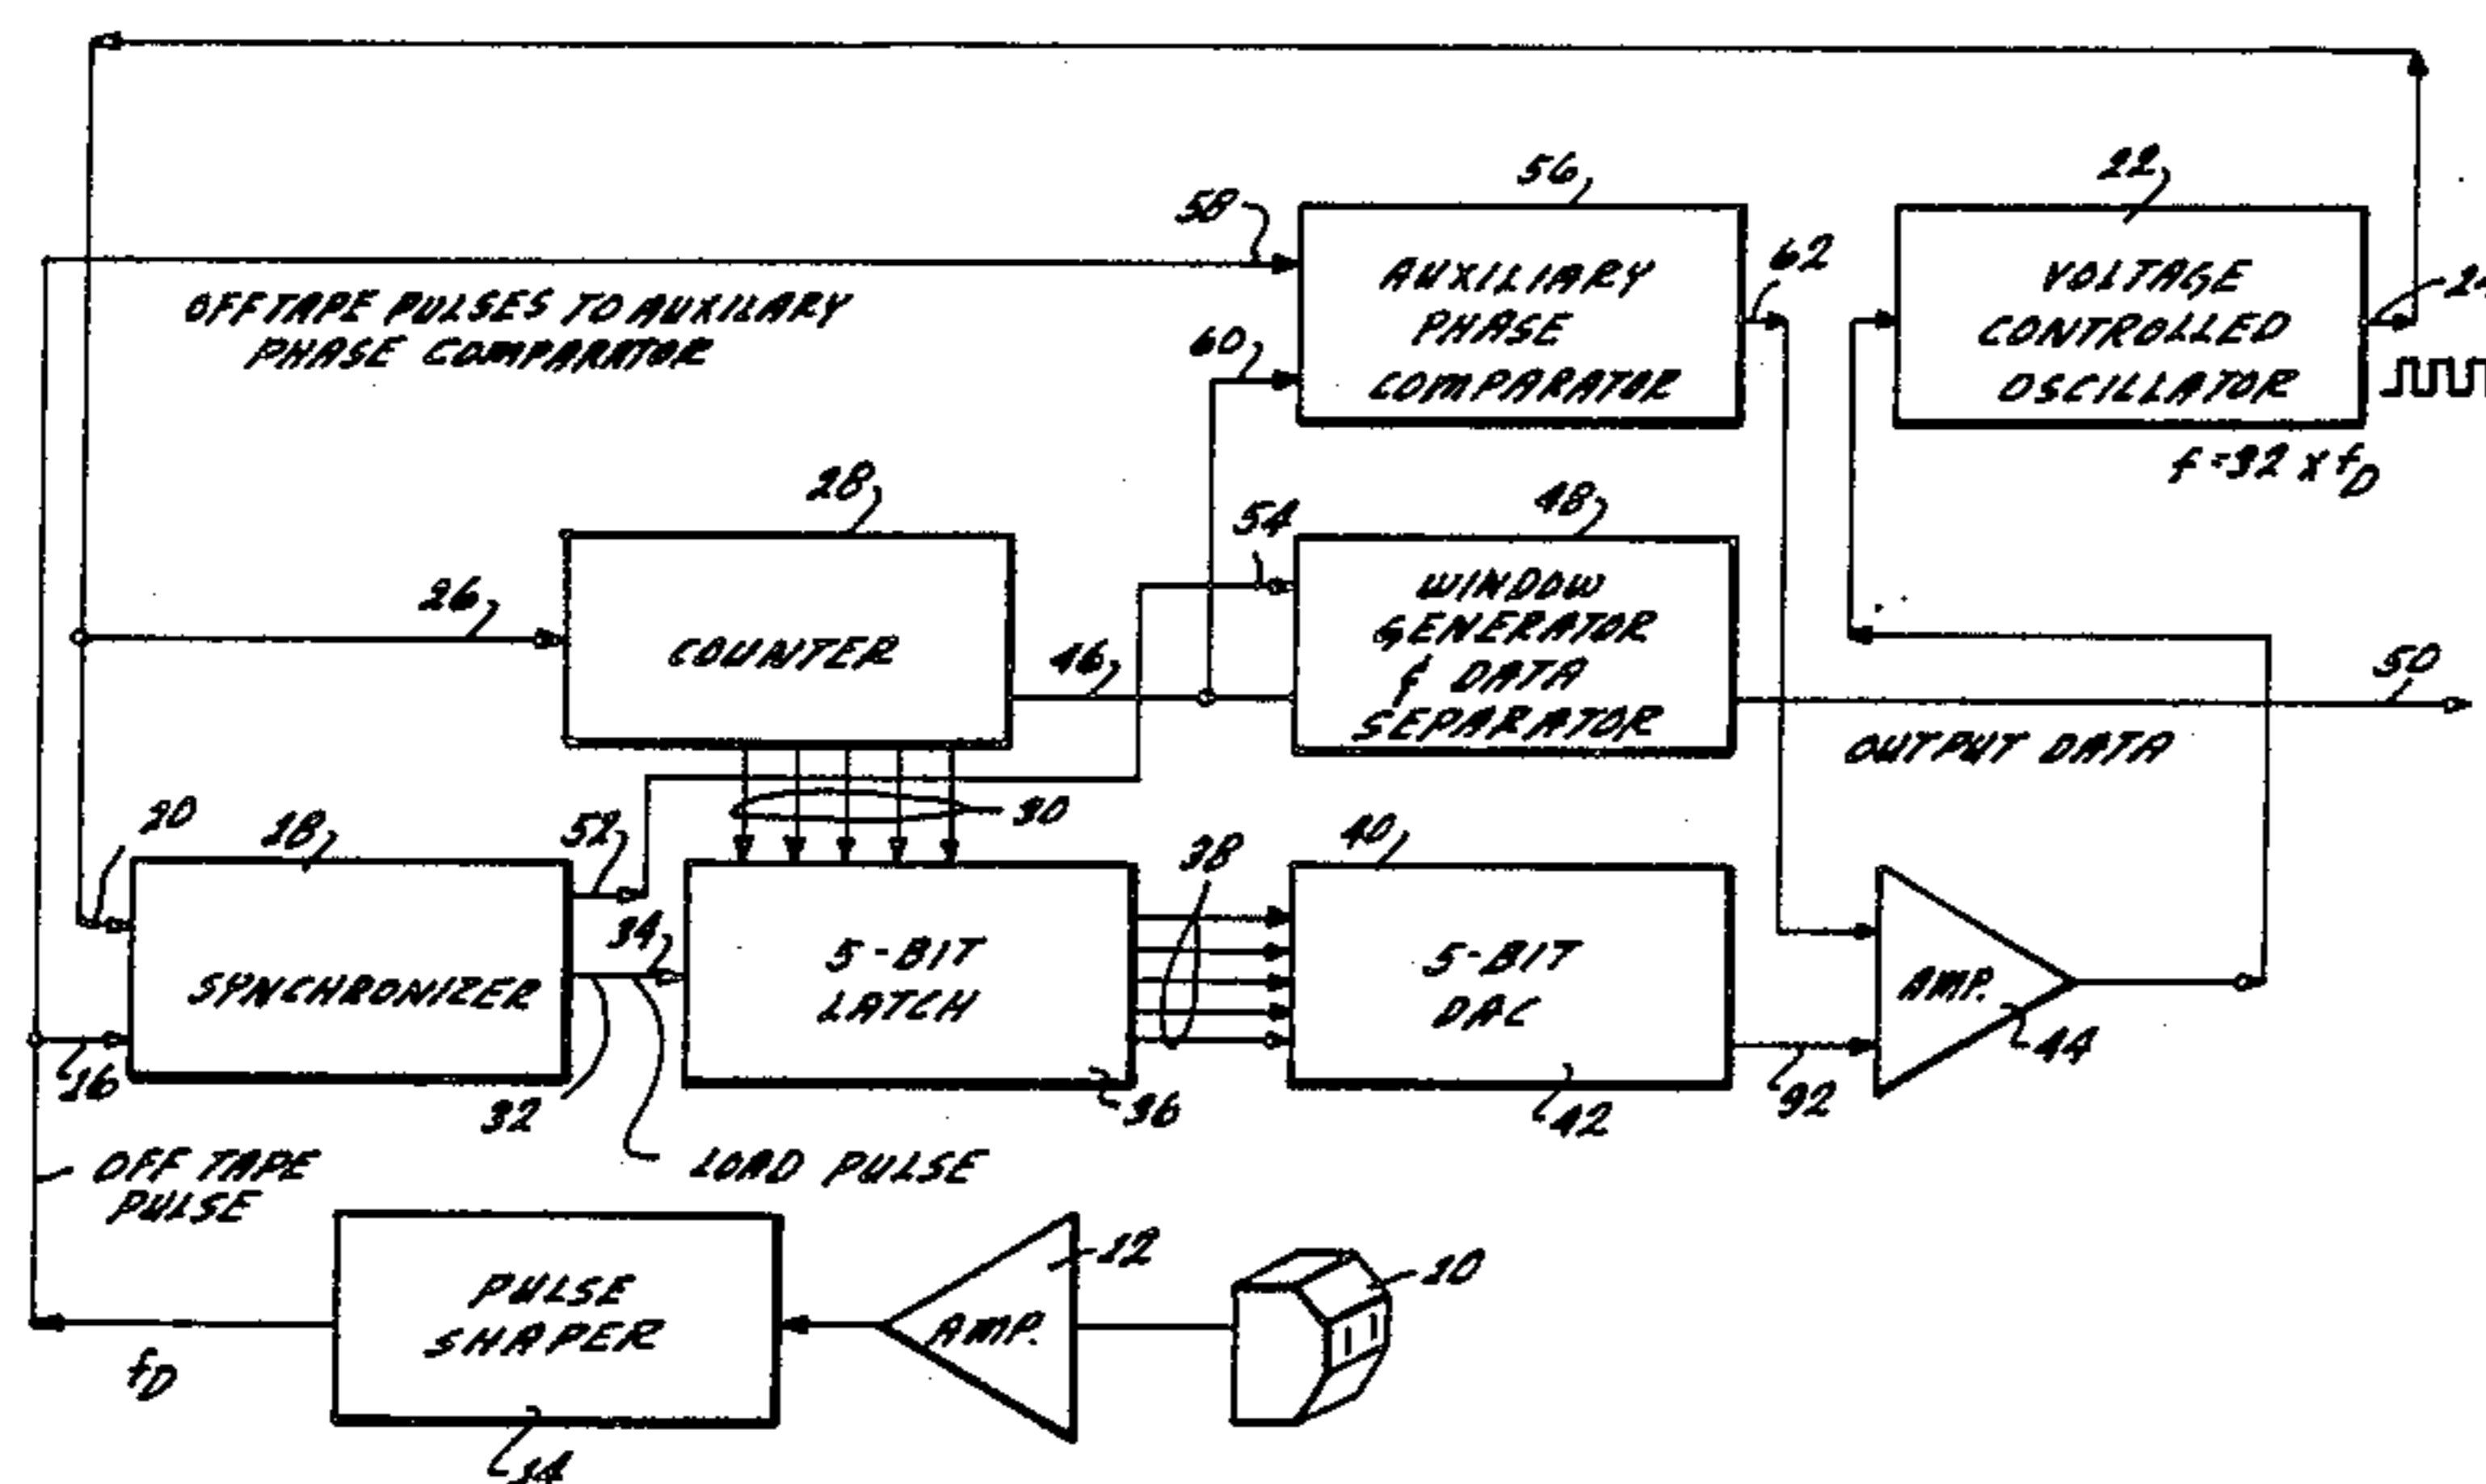 56
22
58
AUXILIARY
PHASE
COMPARATOR
62
VOLTAGE
CONTROLLED
OSCILLATOR
OFF TAPE PULSES TO AUXILARY
PHASE COMPARATOR
60
f=32 x fD
28
54
48
26
COUNTER
46
WINDOW
GENERATOR
& DATA
SEPARATOR
50
OUTPUT DATA
30
20
18
52
38
40
34
SYNCHRONIZER
5-BIT
LATCH
5-BIT
DAC
AMP.
16
32
36
42
92
44
OFF TAPE
PULSE
LOAD PULSE
PULSE
SHAPER
12
AMP.
10
fD
14